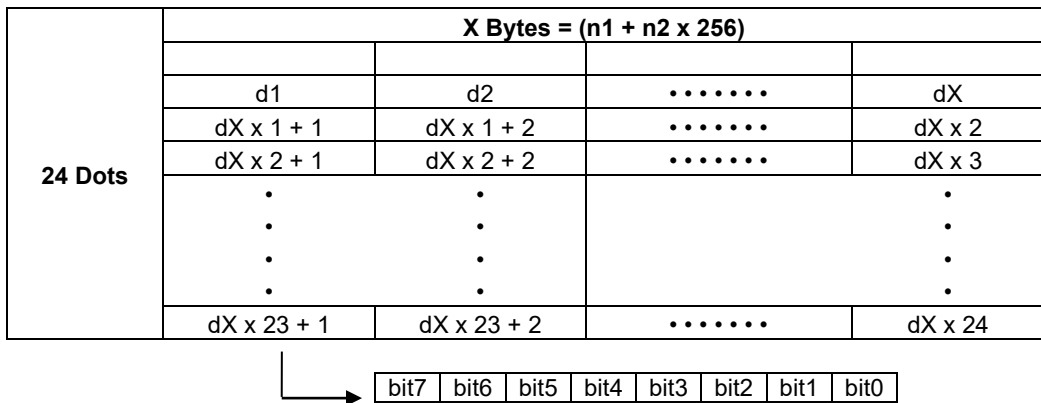 X Bytes = (n1 + n2 x 256)
d1 d2 ••••••• dX
dX x 1 + 1 dX x 1 + 2 ••••••• dX x 2
dX x 2 + 1 dX x 2 + 2 ••••••• dX x 3
24 Dots
• • •
• • •
• • •
• • •
dX x 23 + 1 dX x 23 + 2 ••••••• dX x 24
bit7 bit6 bit5 bit4 bit3 bit2 bit1 bit0